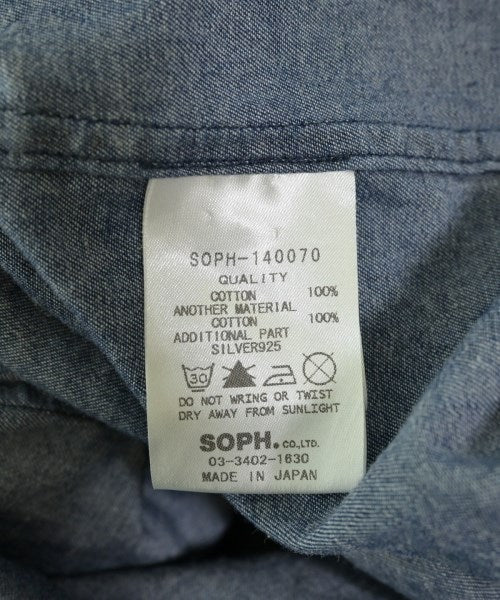 SOPH-140070
QUALITY
COTTON 100%
ANOTHER MATERIAL
COTTON 100%
ADDITIONAL PART
SILVER925
30
DO NOT WRING OR TWIST
DRY AWAY FROM SUNLIGHT
SOPH.CO.,LTD.
03-3402-1630
MADE IN JAPAN